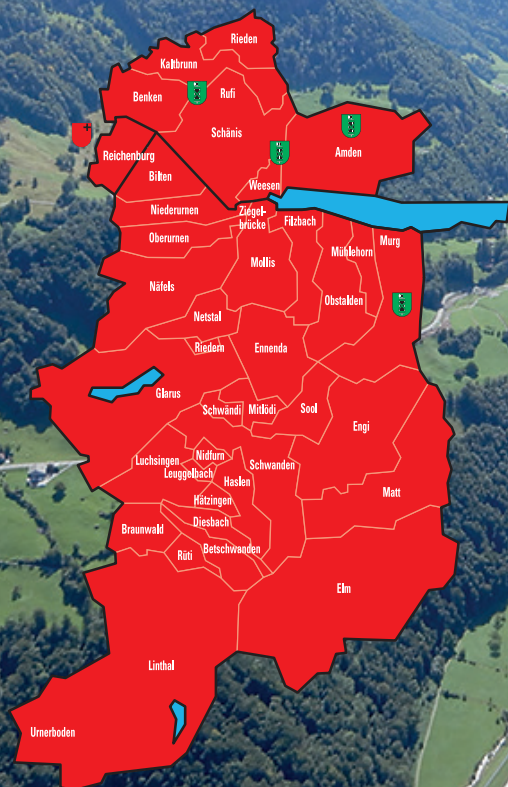 Rieden
Kaltbrunn
Benken
Rufi
Schänis
Amden
Reichenburg
Bilten
Weesen
Niederurnen
Ziegel-
brücke
Filzbach
Oberurnen
Murg
Mühlehorn
Mollis
Näfels
Obstalden
Netstal
Riedern
Ennenda
Glarus
Schwändi
Mitlödi
Sool
Engi
Nidfurn
Luchsingen
Leuggelbach
Schwanden
Haslen
Matt
Hätzingen
Diesbach
Braunwald
Betschwanden
Rüti
Elm
Linthal
Urnerboden